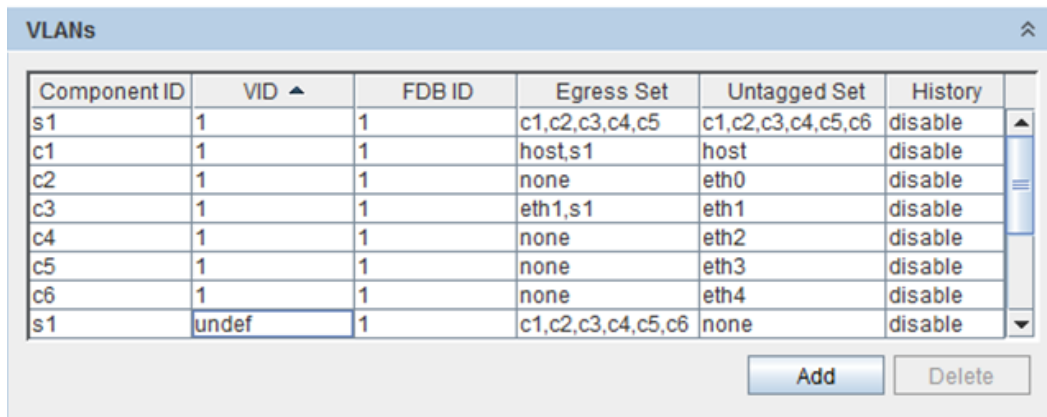 VLANs
Component ID VID FDB ID Egress Set Untagged Set History
s1 1 1 c1,c2,c3,c4,c5 c1,c2,c3,c4,c5,c6 disable
c1 1 1 host,s1 host disable
c2 1 1 none eth0 disable
c3 1 1 eth1,s1 eth1 disable
c4 1 1 none eth2 disable
c5 1 1 none eth3 disable
c6 1 1 none eth4 disable
s1 undef 1 c1,c2,c3,c4,c5,c6 none disable
Add Delete